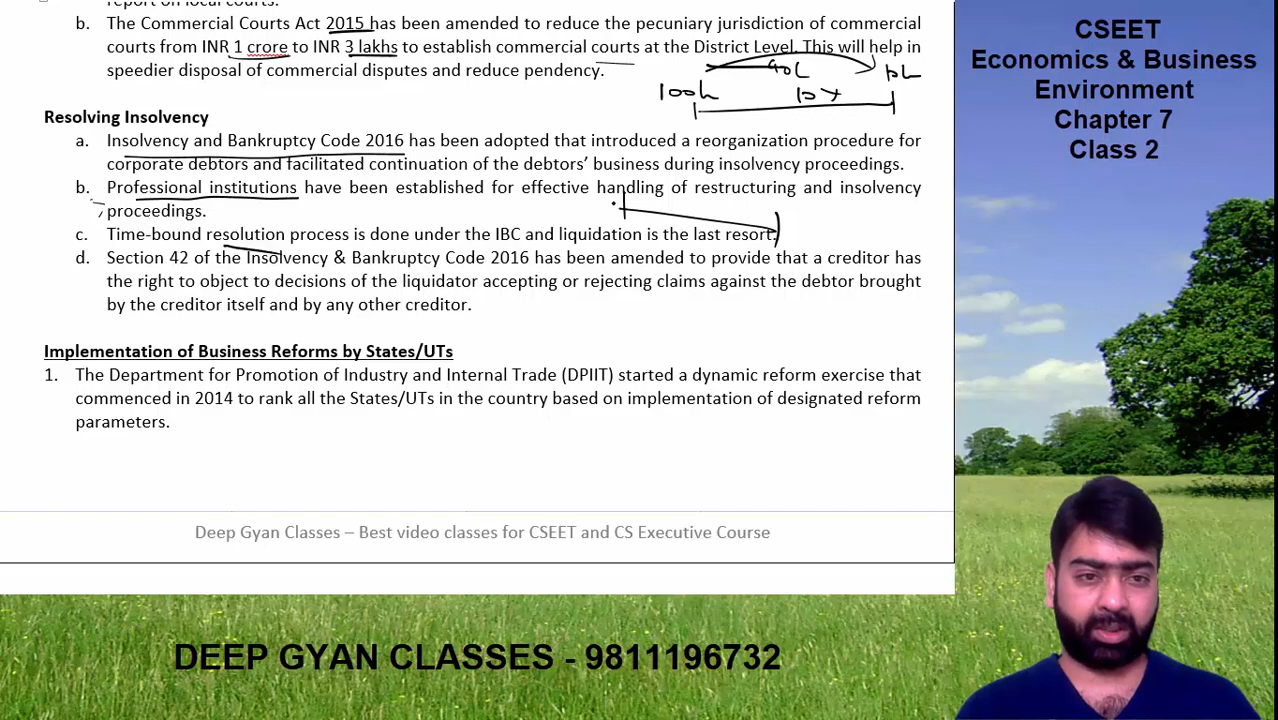 report on local courts.
b. The Commercial Courts Act 2015 has been amended to reduce the pecuniary jurisdiction of commercial
courts from INR 1 crore to INR 3 lakhs to establish commercial courts at the District Level. This will help in
speedier disposal of commercial disputes and reduce pendency.
90L
100L
10L
Resolving Insolvency
a. Insolvency and Bankruptcy Code 2016 has been adopted that introduced a reorganization procedure for
corporate debtors and facilitated continuation of the debtors’ business during insolvency proceedings.
b. Professional institutions have been established for effective handling of restructuring and insolvency
proceedings.
c. Time-bound resolution process is done under the IBC and liquidation is the last resort.
d. Section 42 of the Insolvency & Bankruptcy Code 2016 has been amended to provide that a creditor has
the right to object to decisions of the liquidator accepting or rejecting claims against the debtor brought
by the creditor itself and by any other creditor.
Implementation of Business Reforms by States/UTs
1. The Department for Promotion of Industry and Internal Trade (DPIIT) started a dynamic reform exercise that
commenced in 2014 to rank all the States/UTs in the country based on implementation of designated reform
parameters.
Deep Gyan Classes – Best video classes for CSEET and CS Executive Course
DEEP GYAN CLASSES - 9811196732
CSEET
Economics & Business
Environment
Chapter 7
Class 2